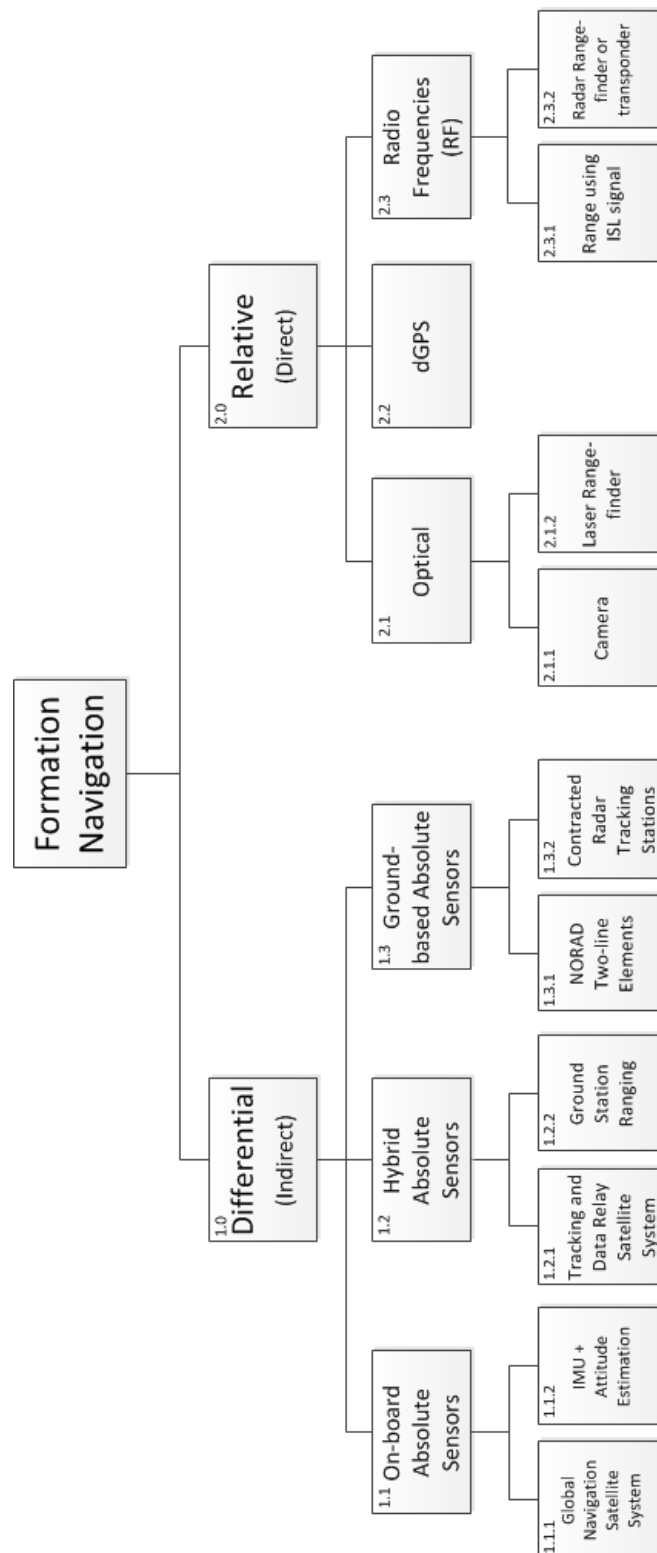 Formation
Navigation
1.0
Differential
(Indirect)
2.0
Relative
(Direct)
1.1
On-board
Absolute
Sensors
1.2
Hybrid
Absolute
Sensors
1.3
Ground-
based Absolute
Sensors
2.1
Optical
2.2
dGPS
2.3
Radio
Frequencies
(RF)
1.1.1
Global
Navigation
Satellite
System
1.1.2
IMU +
Attitude
Estimation
1.2.1
Tracking and
Data Relay
Satellite
System
1.2.2
Ground
Station
Ranging
1.3.1
NORAD
Two-line
Elements
1.3.2
Contracted
Radar
Tracking
Stations
2.1.1
Camera
2.1.2
Laser Range-
finder
2.3.1
Range using
ISL signal
2.3.2
Radar Range-
finder or
transponder